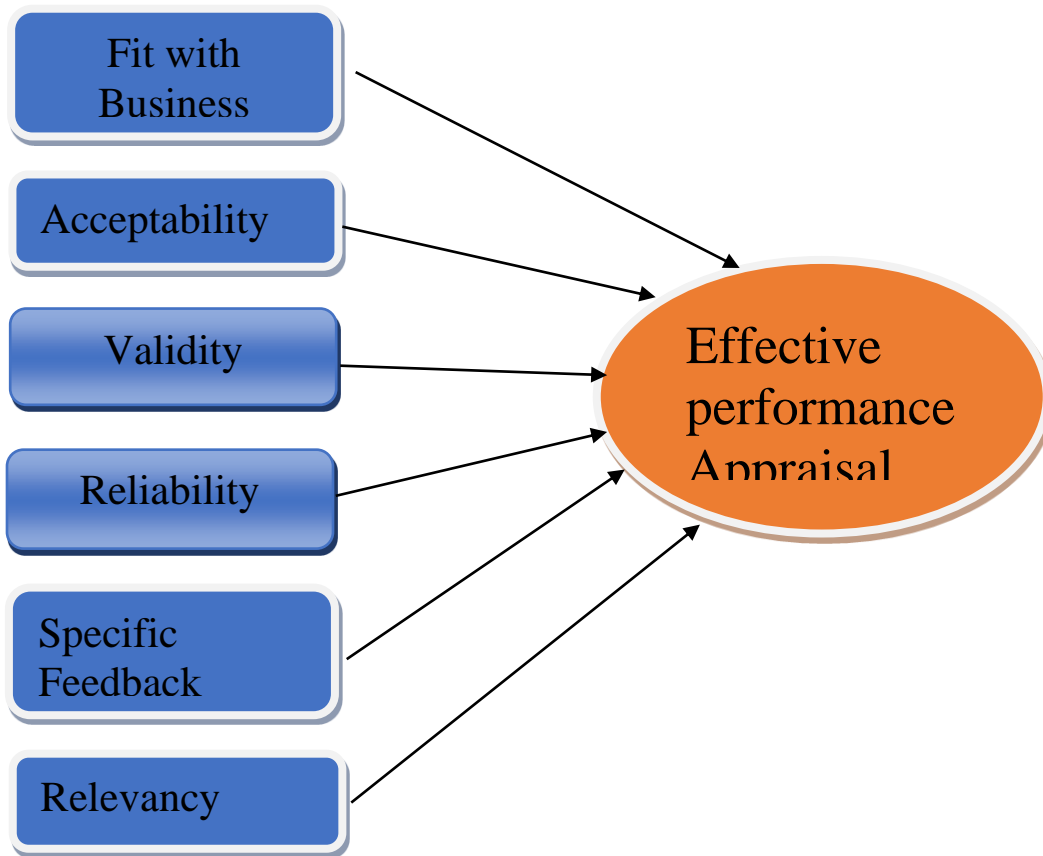 Fit with
Business
Acceptability
Validity
Reliability
Specific
Feedback
Relevancy
Effective
performance
Appraisal